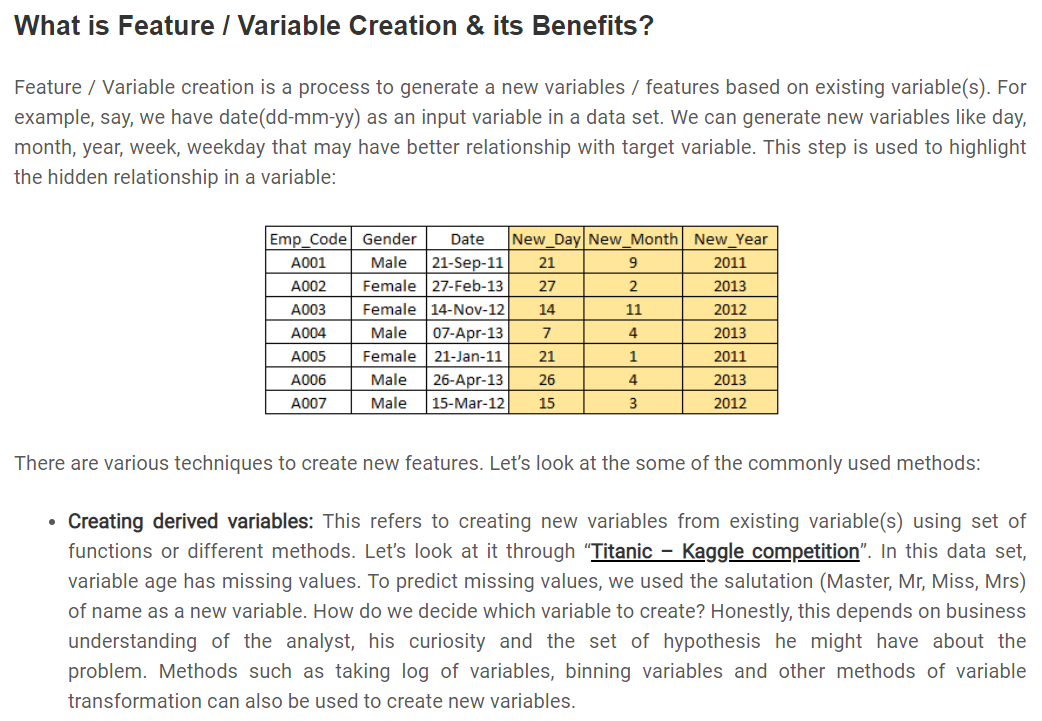 What is Feature / Variable Creation & its Benefits?
Feature / Variable creation is a process to generate a new variables / features based on existing variable(s). For
example, say, we have date(dd-mm-yy) as an input variable in a data set. We can generate new variables like day,
month, year, week, weekday that may have better relationship with target variable. This step is used to highlight
the hidden relationship in a variable:
Emp_Code Gender Date New_Day New_Month New_Year
A001 Male 21-Sep-11 21 9 2011
A002 Female 27-Feb-13 27 2 2013
A003 Female 14-Nov-12 14 11 2012
A004 Male 07-Apr-13 7 4 2013
A005 Female 21-Jan-11 21 1 2011
A006 Male 26-Apr-13 26 4 2013
A007 Male 15-Mar-12 15 3 2012
There are various techniques to create new features. Let’s look at the some of the commonly used methods:
• Creating derived variables: This refers to creating new variables from existing variable(s) using set of
functions or different methods. Let’s look at it through “Titanic – Kaggle competition”. In this data set,
variable age has missing values. To predict missing values, we used the salutation (Master, Mr, Miss, Mrs)
of name as a new variable. How do we decide which variable to create? Honestly, this depends on business
understanding of the analyst, his curiosity and the set of hypothesis he might have about the
problem. Methods such as taking log of variables, binning variables and other methods of variable
transformation can also be used to create new variables.